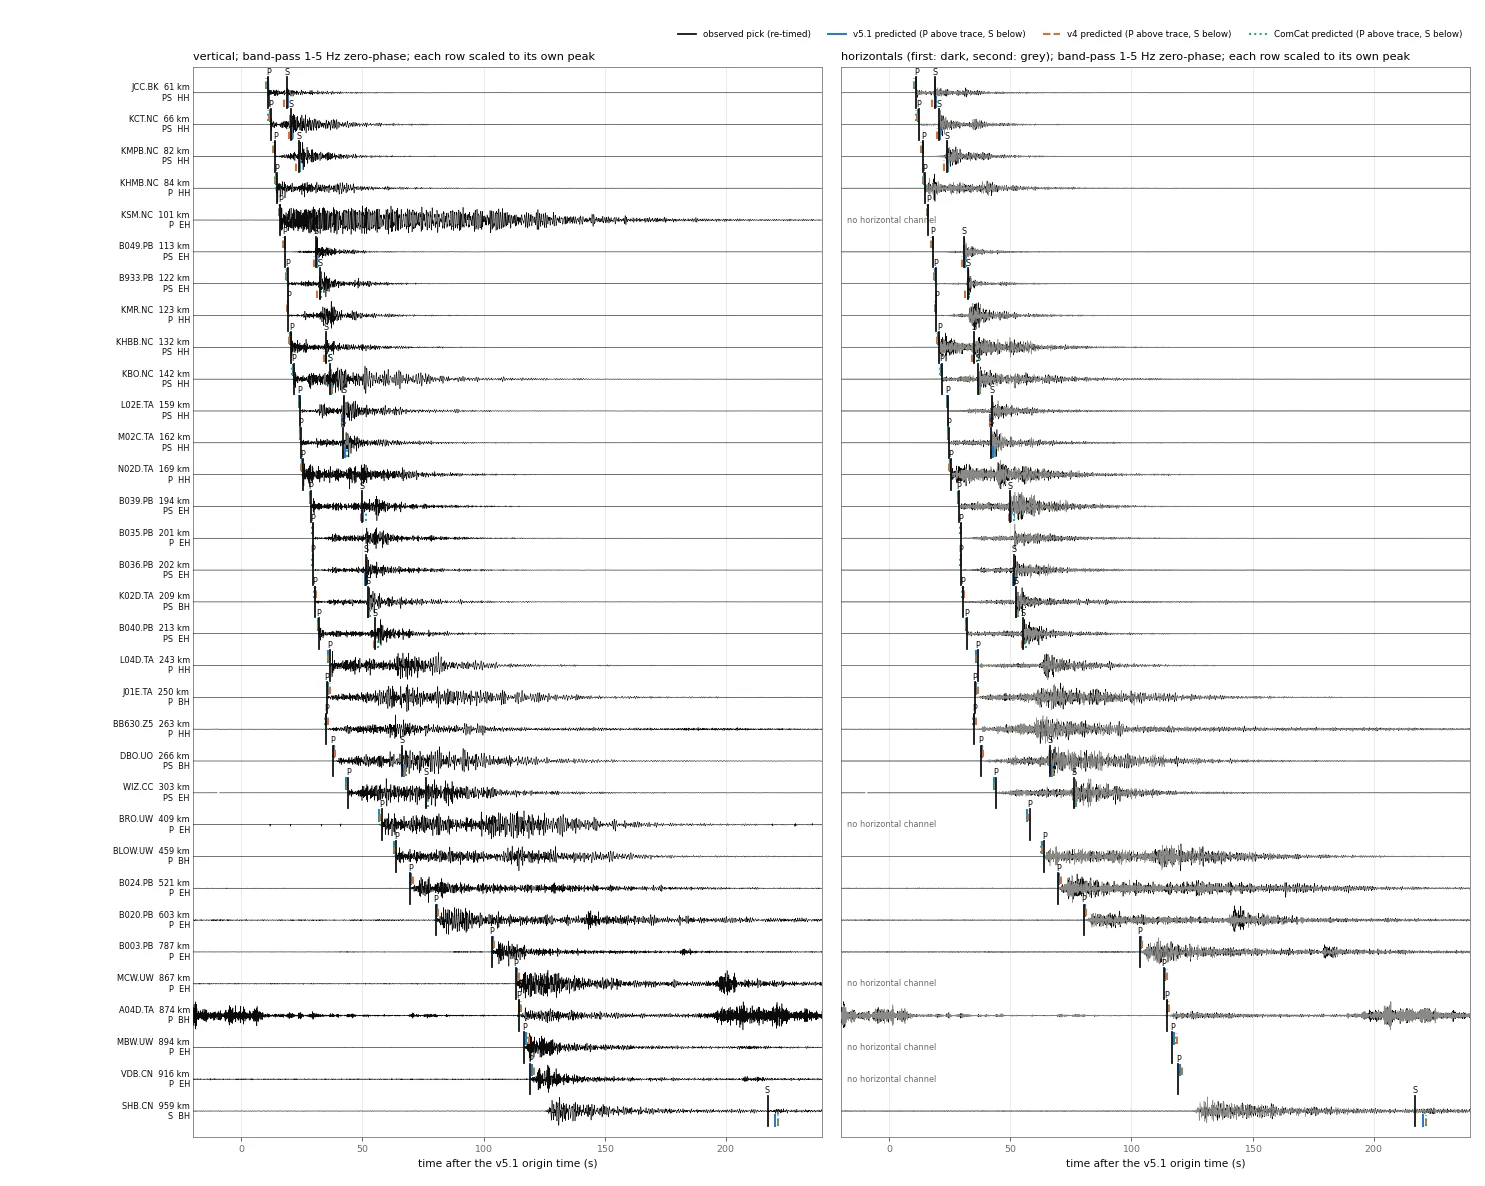 observed pick (re-timed)
v5.1 predicted (P above trace, S below)
v4 predicted (P above trace, S below)
ComCat predicted (P above trace, S below)
vertical; band-pass 1-5 Hz zero-phase; each row scaled to its own peak
horizontals (first: dark, second: grey); band-pass 1-5 Hz zero-phase; each row scaled to its own peak
JCC.BK 61 km
PS HH
KCT.NC 66 km
PS HH
KMPB.NC 82 km
PS HH
KHMB.NC 84 km
P HH
KSM.NC 101 km
P EH
no horizontal channel
B049.PB 113 km
PS EH
B933.PB 122 km
PS EH
KMR.NC 123 km
P HH
KHBB.NC 132 km
PS HH
KBO.NC 142 km
PS HH
L02E.TA 159 km
PS HH
M02C.TA 162 km
PS HH
N02D.TA 169 km
P HH
B039.PB 194 km
PS EH
B035.PB 201 km
P EH
B036.PB 202 km
PS EH
K02D.TA 209 km
PS BH
B040.PB 213 km
PS EH
L04D.TA 243 km
P HH
J01E.TA 250 km
P BH
BB630.Z5 263 km
P HH
DBO.UO 266 km
PS BH
WIZ.CC 303 km
PS EH
BRO.UW 409 km
P EH
no horizontal channel
BLOW.UW 459 km
P BH
B024.PB 521 km
P EH
B020.PB 603 km
P EH
B003.PB 787 km
P EH
MCW.UW 867 km
P EH
no horizontal channel
A04D.TA 874 km
P BH
MBW.UW 894 km
P EH
no horizontal channel
VDB.CN 916 km
P EH
no horizontal channel
SHB.CN 959 km
S BH
0 50 100 150 200
0 50 100 150 200
time after the v5.1 origin time (s)
time after the v5.1 origin time (s)